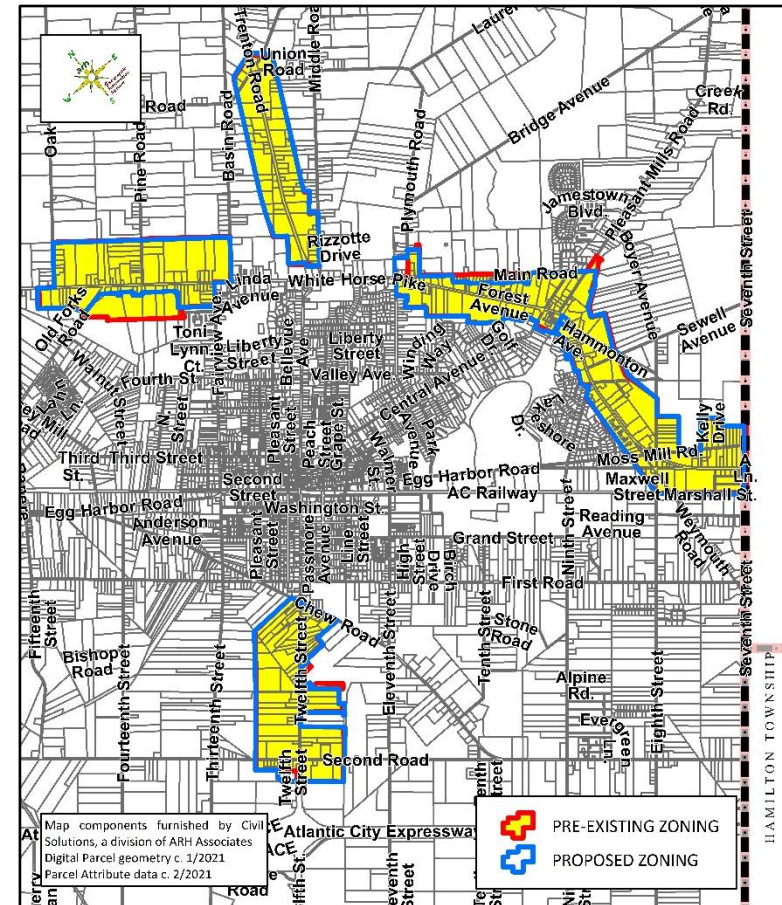 Union
Road
Trenton Road
Middle Roa
Laure
Road
Basin Road
Oak
Pine Road
Plymouth Road
Bridge Avenue
Creek
Rd.
Pleasant Mills Road
Jamestown
Blvd.
Boyer Avenue
Seventh Street
Rizzotte
Drive
Linda
Avenue
White Horse Pike
Main Road
Forest
Avenue
Old Forks
Road
Toni
Lynn
Ct.
Liberty
Street
Fairview Ave.
Bellevue
Ave
Liberty
Street
Valley Ave
Winding
Way
Golf
Dr.
Hammonton
Ave
Sewell
Avenue
Walnut Street
Fourth St.
N
Street
Pleasant
Street
Peach
Street
Grape St.
Central Avenue
Park
Avenue
Walmer
St.
Lakeshore
Dr.
Kelly
Drive
ey Mill
Third
St.
Third Street
Second
Street
Egg Harbor Road
AC Railway
Moss Mill Rd.
Maxwell
Street
Marshall St.
Ln.
Egg Harbor Road
Anderson
Avenue
Washington St.
Pleasant
Street
Passmore
Avenue
Line
Street
High
Street
Drive
Birch
Grand Street
Ninth Street
Reading
Avenue
Weymouth
Road
First Road
Fifteenth
Street
Bishop
Road
Fourteenth Street
Thirteenth Street
Chew Road
Twelfth Street
Eleventh Street
Tenth Street
Stone
Road
Alpine
Rd.
Evergreen
Ln.
Eighth Street
Seventh Street
HAMILTON TOWNSHIP
Second Road
Twelfth
Street
Atlantic City Expressway
Map components furnished by Civil
Solutions, a division of ARH Associates
Digital Parcel geometry c. 1/2021
Parcel Attribute data c. 2/2021
Road
PRE-EXISTING ZONING
PROPOSED ZONING